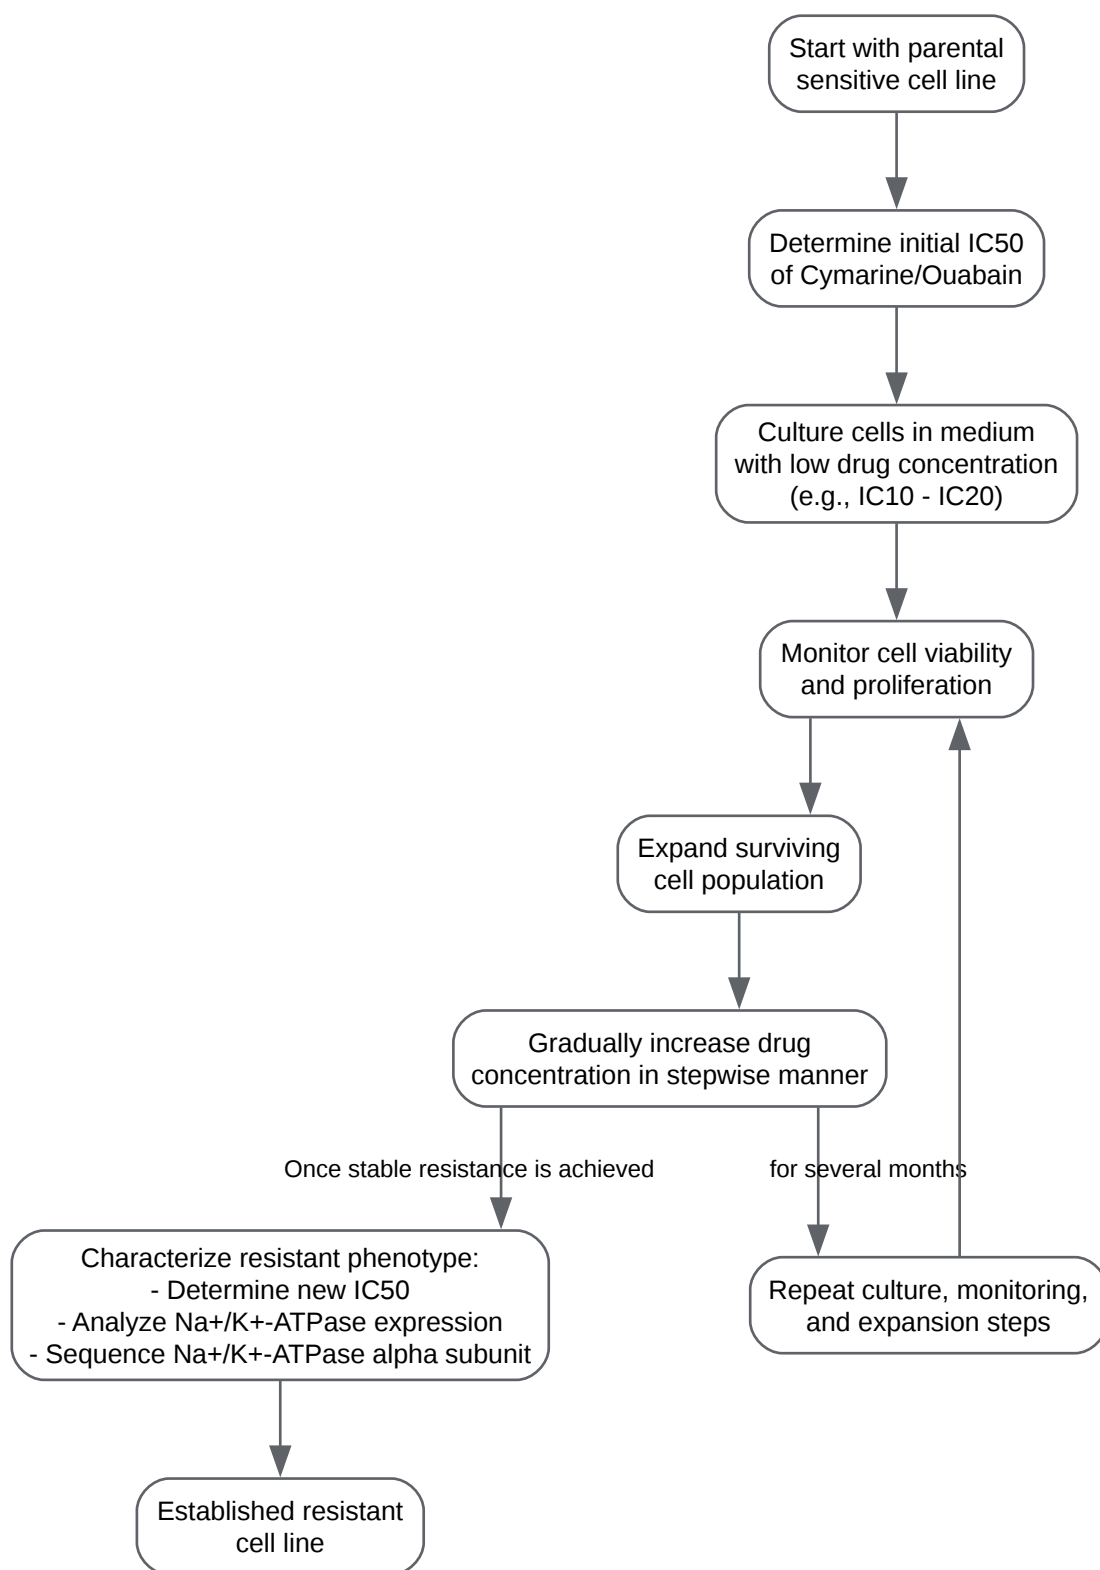 Start with parental
sensitive cell line
Determine initial IC50
of Cymarine/Ouabain
Culture cells in medium
with low drug concentration
(e.g., IC10 - IC20)
Monitor cell viability
and proliferation
Expand surviving
cell population
Gradually increase drug
concentration in stepwise manner
Once stable resistance is achieved
for several months
Characterize resistant phenotype:
- Determine new IC50
- Analyze Na+/K+-ATPase expression
- Sequence Na+/K+-ATPase alpha subunit
Repeat culture, monitoring,
and expansion steps
Established resistant
cell line